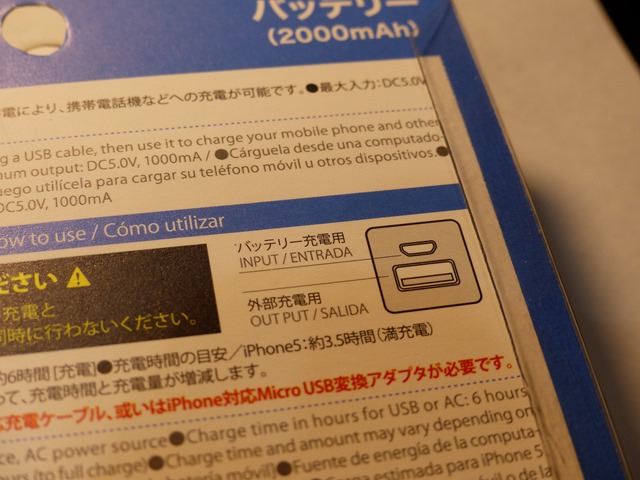 バッテリー
(2000mAh)
電により、携帯電話機などへの充電が可能です。●最大入力：DC5.0V
g a USB cable, then use it to charge your mobile phone and other
num output: DC5.0V, 1000mA / ●Cárguela desde una computado-
uego utilícela para cargar su teléfono móvil u otros dispositivos.●
DC5.0V, 1000mA
ow to use / Cómo utilizar
ださい
充電と
同時に行わないください。
バッテリー充電用
INPUT / ENTRADA
外部充電用
OUT PUT / SALIDA
約6時間 [充電]●充電時間の目安／iPhone5：約3.5時間（満充電）
って、充電時間と充電量が増減します。
充電ケーブル、或いはiPhone対応Micro USB変換アダプタが必要です。
ce, AC power source●Charge time in hours for USB or AC: 6 hours
ours (to full charge)●Charge time and amount may vary depending on
batería móvil]●Fuente de energía de la computa-
Carga estimada para iPhone 5